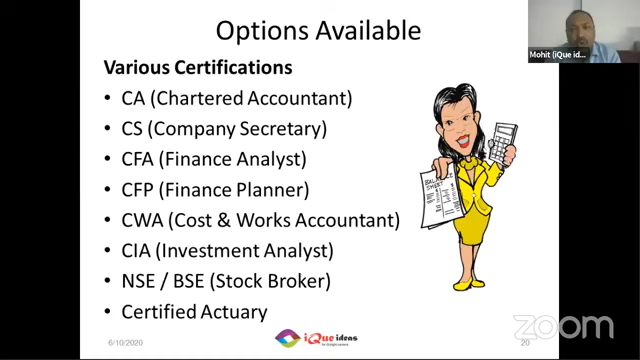 Options Available
Mohit (iQue id...
Various Certifications
• CA (Chartered Accountant)
• CS (Company Secretary)
• CFA (Finance Analyst)
• CFP (Finance Planner)
• CWA (Cost & Works Accountant)
• CIA (Investment Analyst)
• NSE / BSE (Stock Broker)
• Certified Actuary
SHEET
6/10/2020
iQue ideas
20
zoom